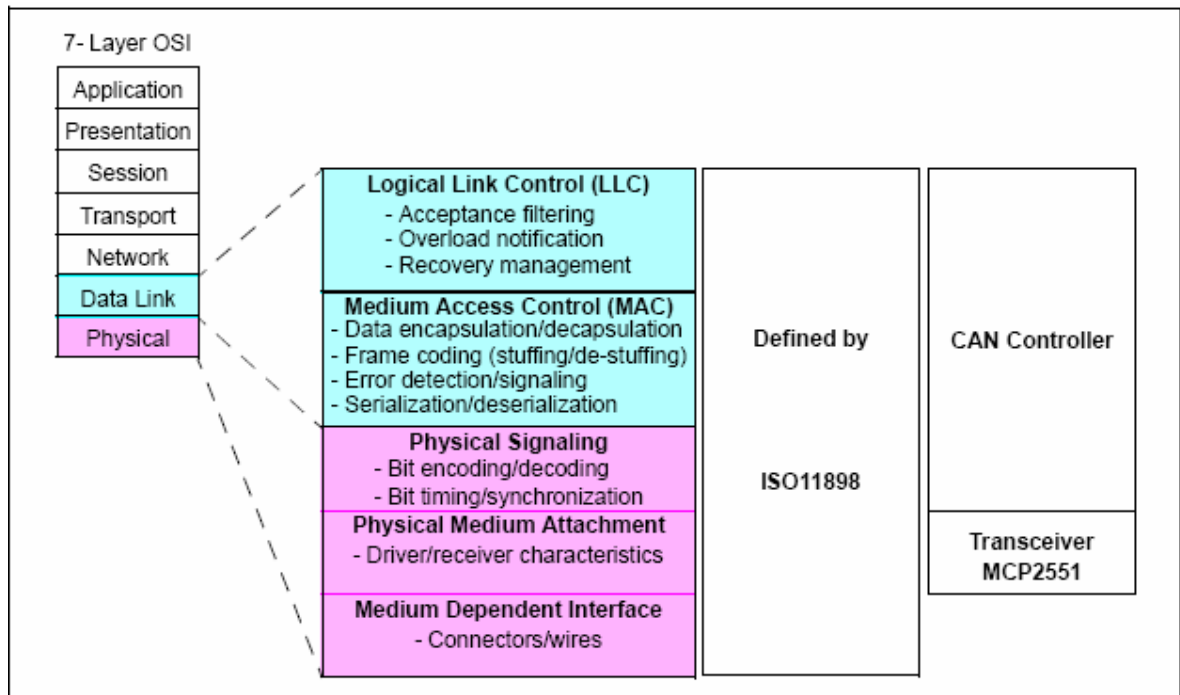 7- Layer OSI
Application
Presentation
Session
Transport
Network
Data Link
Physical
Logical Link Control (LLC)
- Acceptance filtering
- Overload notification
- Recovery management
Medium Access Control (MAC)
- Data encapsulation/decapsulation
- Frame coding (stuffing/de-stuffing)
- Error detection/signaling
- Serialization/deserialization
Physical Signaling
- Bit encoding/decoding
- Bit timing/synchronization
Physical Medium Attachment
- Driver/receiver characteristics
Medium Dependent Interface
- Connectors/wires
Defined by
ISO11898
CAN Controller
Transceiver
MCP2551